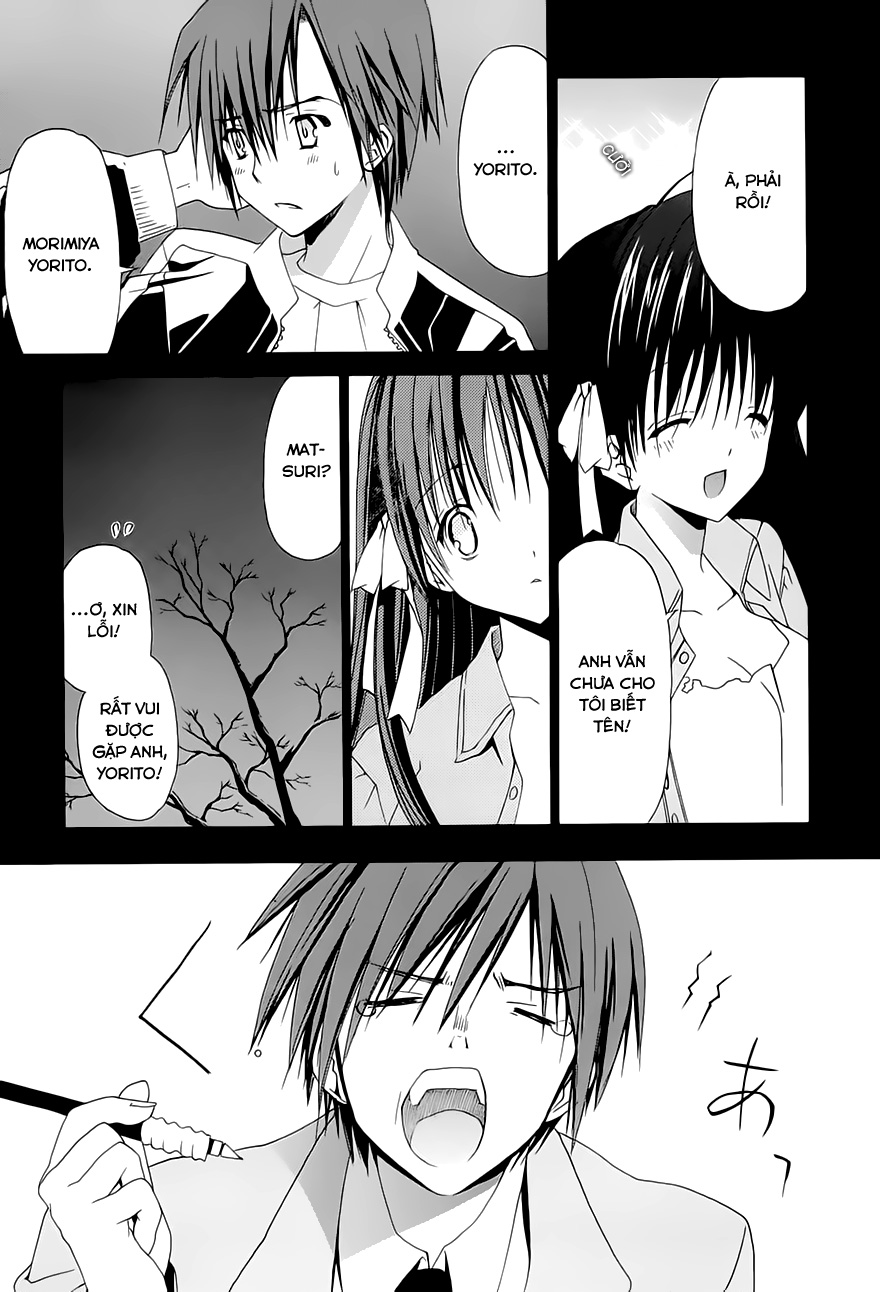 À, PHẢI
RỒI!
CƯỜI
ANH VẪN
CHƯA CHO
TÔI BIẾT
TÊN!
...
YORITO.
MORIMIYA
YORITO.
MAT-
SURI?
...Ơ, XIN
LỖI!
RẤT VUI
ĐƯỢC
GẶP ANH,
YORITO!
あっ